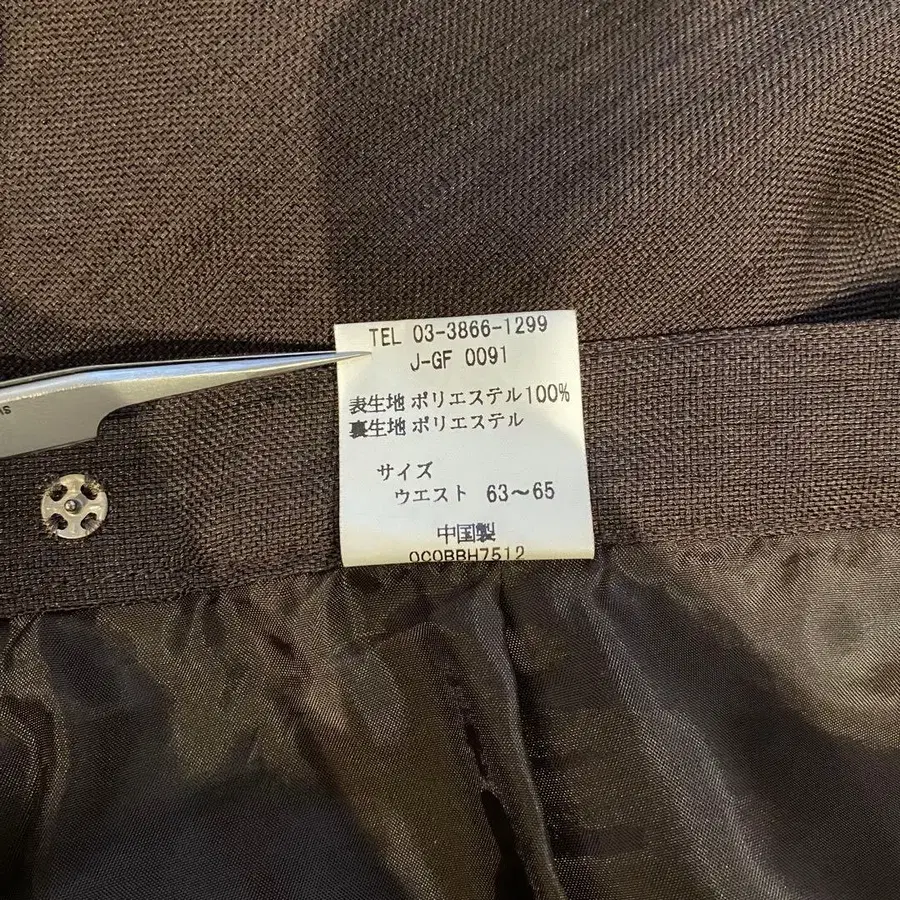 TEL 03-3866-1299
J-GF 0091
表生地 ポリエステル100%
裏生地 ポリエステル
サイズ
ウエスト 63～65
中国製